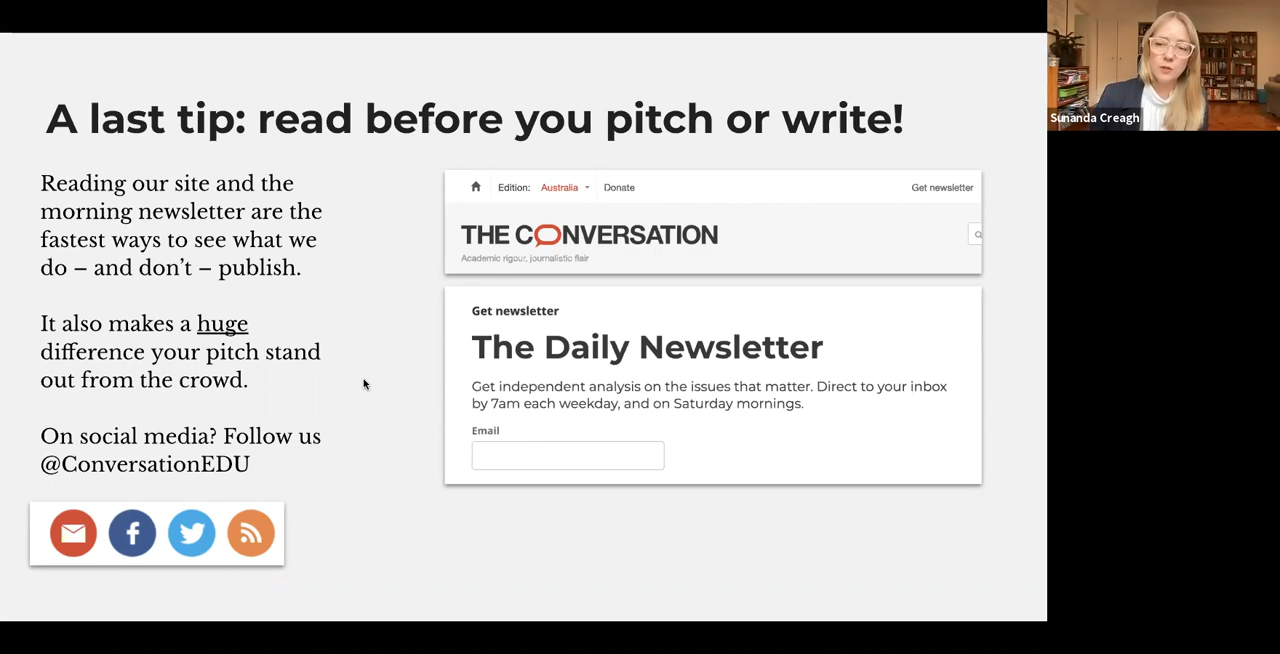 A last tip: read before you pitch or write!
Reading our site and the
morning newsletter are the
fastest ways to see what we
do – and don’t – publish.
It also makes a huge
difference your pitch stand
out from the crowd.
On social media? Follow us
@ConversationEDU
Edition: Australia Donate Get newsletter
THE CONVERSATION
Academic rigour, journalistic flair
Get newsletter
The Daily Newsletter
Get independent analysis on the issues that matter. Direct to your inbox
by 7am each weekday, and on Saturday mornings.
Email
Sunanda Creagh